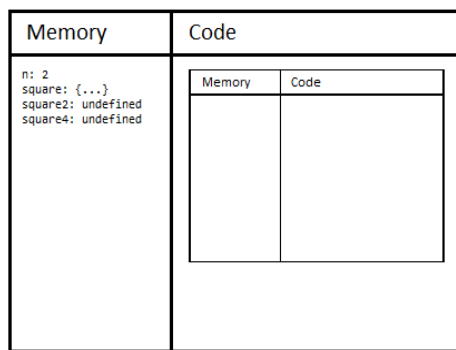 Memory
Code
n: 2
square: {...}
square2: undefined
square4: undefined
Memory
Code